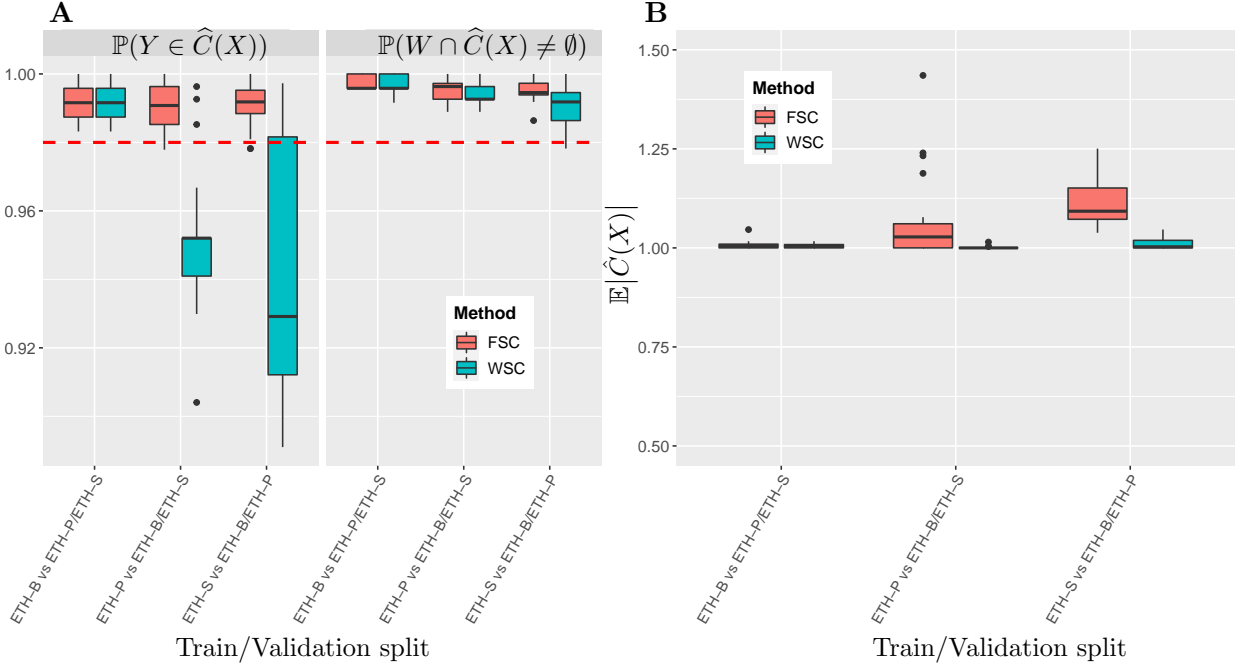 A
ℙ(Y ∈ Ĉ(X))
ℙ(W ∩ Ĉ(X) ≠ ∅)
1.00
0.96
0.92
Method
FSC
WSC
ETH−B vs ETH−P/ETH−S
ETH−P vs ETH−B/ETH−S
ETH−S vs ETH−B/ETH−P
ETH−B vs ETH−P/ETH−S
ETH−P vs ETH−B/ETH−S
ETH−S vs ETH−B/ETH−P
Train/Validation split
B
𝔼|Ĉ(X)|
1.50
1.25
1.00
0.75
0.50
Method
FSC
WSC
ETH−B vs ETH−P/ETH−S
ETH−P vs ETH−B/ETH−S
ETH−S vs ETH−B/ETH−P
Train/Validation split